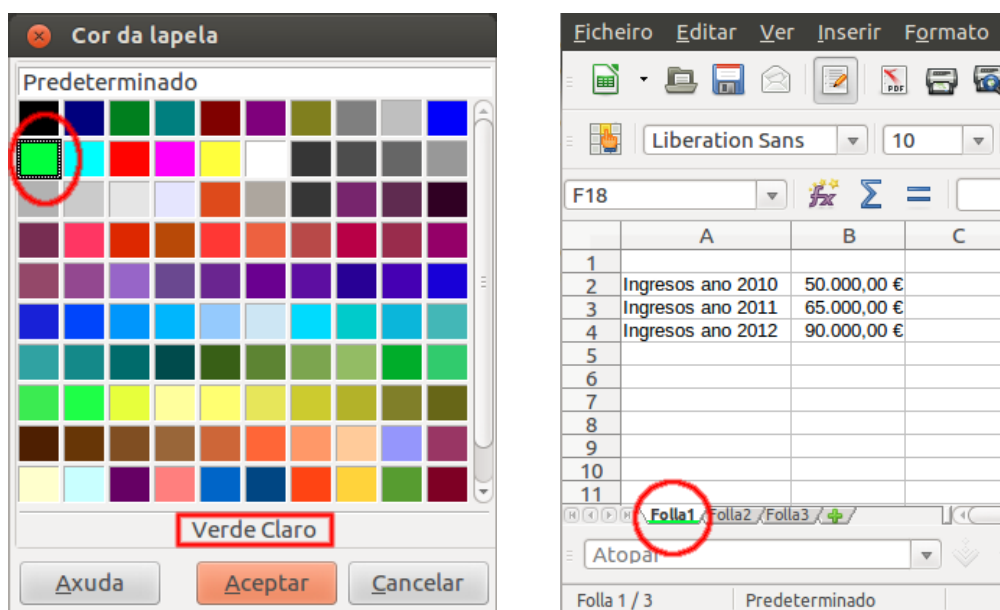 Cor da lapela
Predeterminado
Verde Claro
Axuda Aceptar Cancelar
Ficheiro Editar Ver Inserir Formato
PDF
Liberation Sans 10
F18 fx Σ =
A B C
1
2 Ingresos ano 2010 50.000,00 €
3 Ingresos ano 2011 65.000,00 €
4 Ingresos ano 2012 90.000,00 €
5
6
7
8
9
10
11
Folla1 Folla2 Folla3
Atopar
Folla 1 / 3 Predeterminado